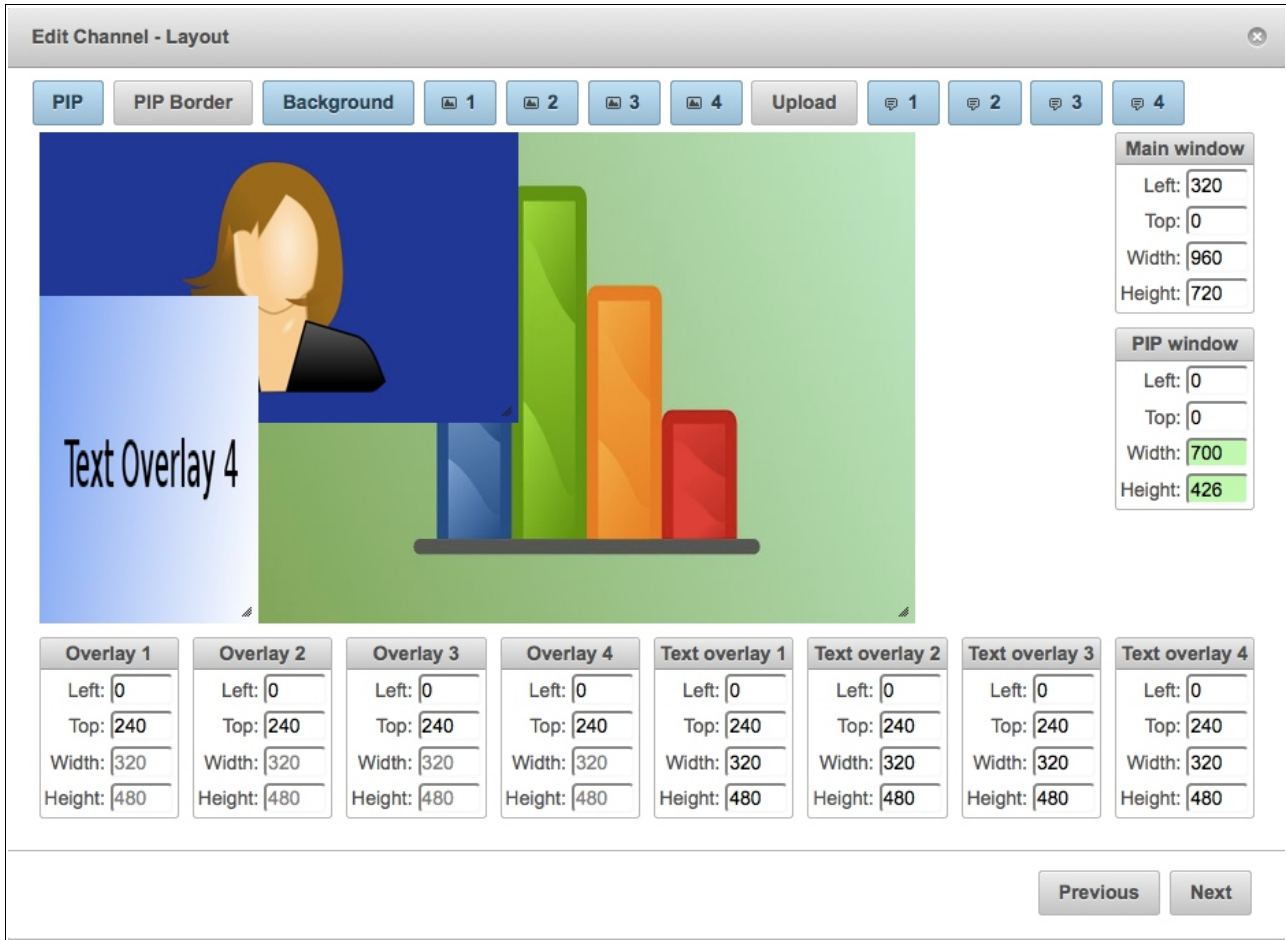 Edit Channel - Layout
PIP PIP Border Background 1 2 3 4 Upload 1 2 3 4
Main window
Left: 320
Top: 0
Width: 960
Height: 720
PIP window
Left: 0
Top: 0
Width: 700
Height: 426
Text Overlay 4
Overlay 1 Overlay 2 Overlay 3 Overlay 4 Text overlay 1 Text overlay 2 Text overlay 3 Text overlay 4
Left: 0 Left: 0 Left: 0 Left: 0 Left: 0 Left: 0 Left: 0 Left: 0
Top: 240 Top: 240 Top: 240 Top: 240 Top: 240 Top: 240 Top: 240 Top: 240
Width: 320 Width: 320 Width: 320 Width: 320 Width: 320 Width: 320 Width: 320 Width: 320
Height: 480 Height: 480 Height: 480 Height: 480 Height: 480 Height: 480 Height: 480 Height: 480
Previous Next